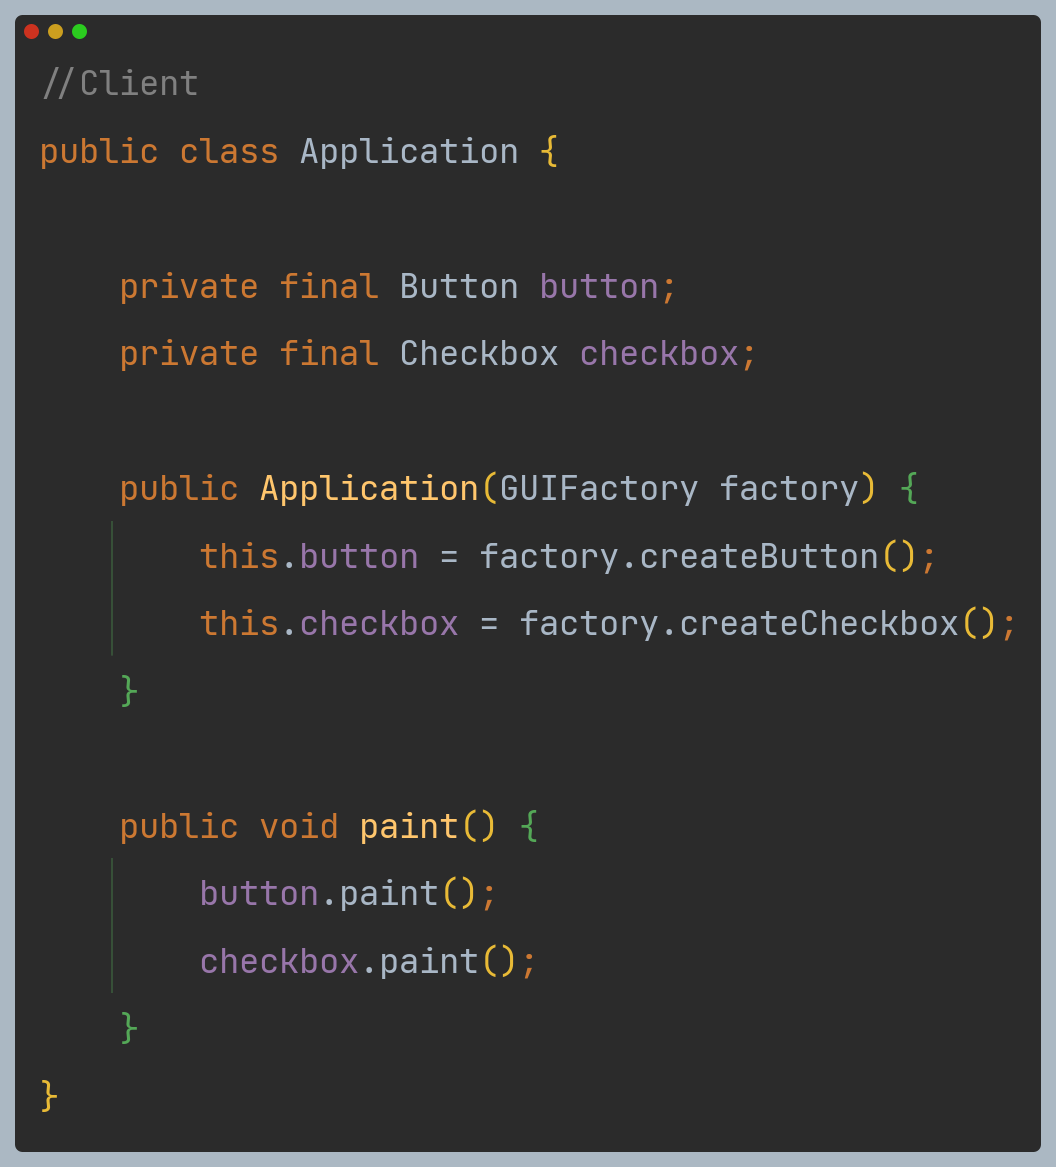 //Client
public class Application {
private final Button button;
private final Checkbox checkbox;
public Application(GUIFactory factory) {
this.button = factory.createButton();
this.checkbox = factory.createCheckbox();
}
public void paint() {
button.paint();
checkbox.paint();
}
}